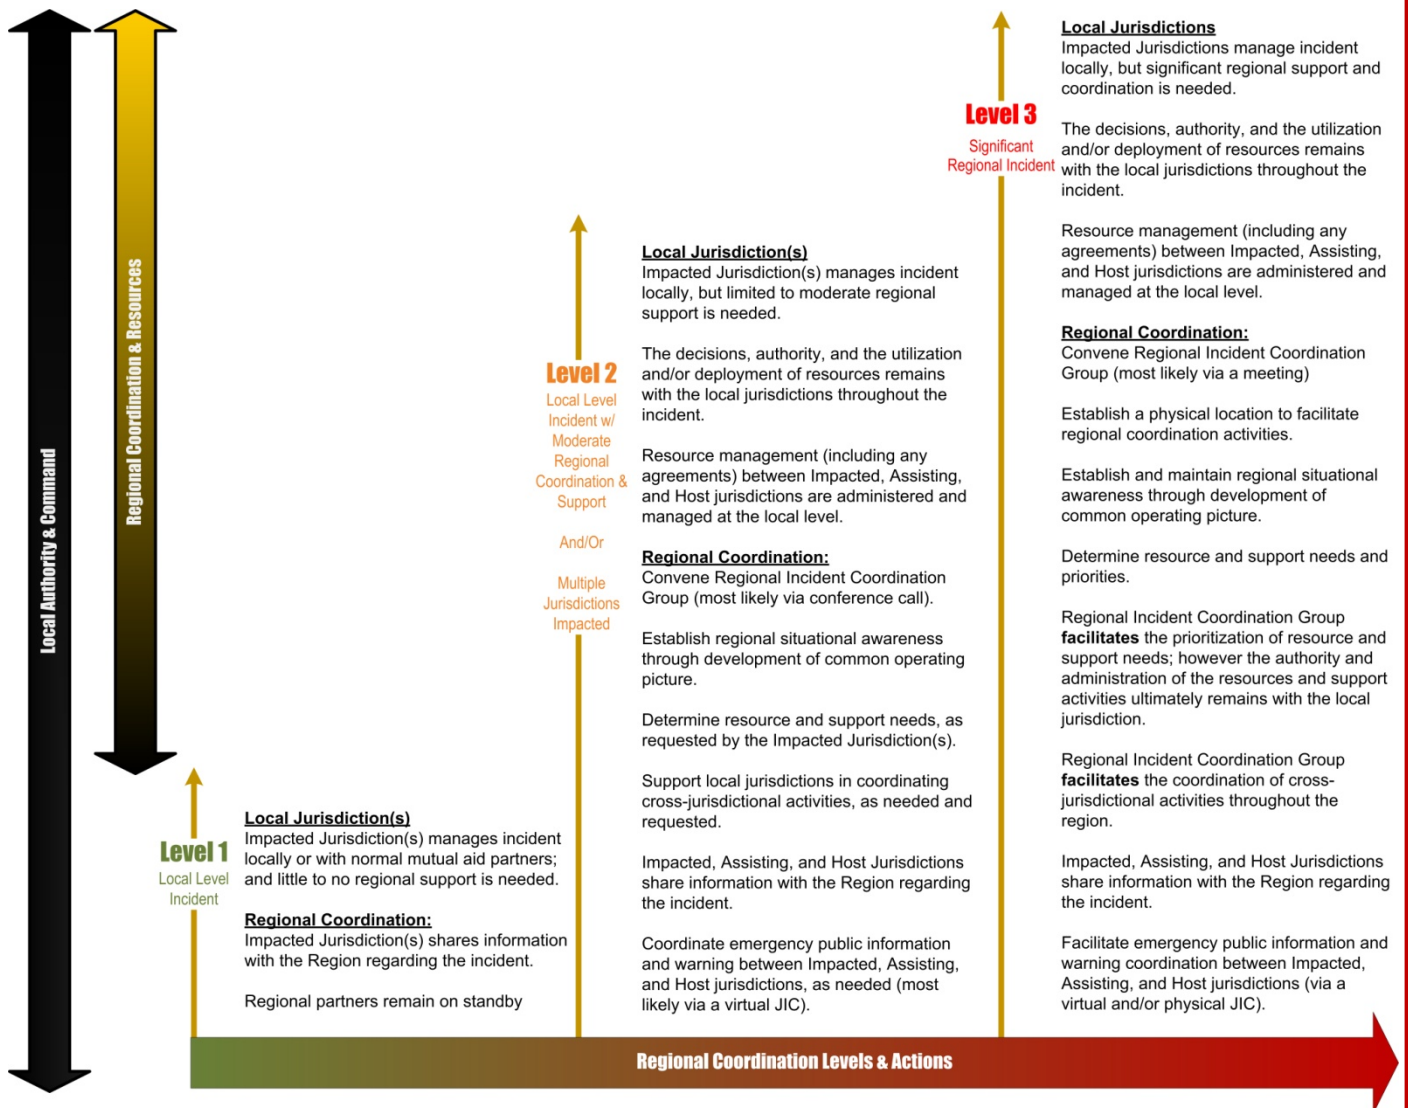 Local Authority & Command
Regional Coordination & Resources
Level 1
Local Level
Incident
Local Jurisdiction(s)
Impacted Jurisdiction(s) manages incident
locally or with normal mutual aid partners;
and little to no regional support is needed.
Regional Coordination:
Impacted Jurisdiction(s) shares information
with the Region regarding the incident.
Regional partners remain on standby
Level 2
Local Level
Incident w/
Moderate
Regional
Coordination &
Support
And/Or
Multiple
Jurisdictions
Impacted
Local Jurisdiction(s)
Impacted Jurisdiction(s) manages incident
locally, but limited to moderate regional
support is needed.
The decisions, authority, and the utilization
and/or deployment of resources remains
with the local jurisdictions throughout the
incident.
Resource management (including any
agreements) between Impacted, Assisting,
and Host jurisdictions are administered and
managed at the local level.
Regional Coordination:
Convene Regional Incident Coordination
Group (most likely via conference call).
Establish regional situational awareness
through development of common operating
picture.
Determine resource and support needs, as
requested by the Impacted Jurisdiction(s).
Support local jurisdictions in coordinating
cross-jurisdictional activities, as needed and
requested.
Impacted, Assisting, and Host Jurisdictions
share information with the Region regarding
the incident.
Coordinate emergency public information
and warning between Impacted, Assisting,
and Host jurisdictions, as needed (most
likely via a virtual JIC).
Level 3
Significant
Regional Incident
Local Jurisdictions
Impacted Jurisdictions manage incident
locally, but significant regional support and
coordination is needed.
The decisions, authority, and the utilization
and/or deployment of resources remains
with the local jurisdictions throughout the
incident.
Resource management (including any
agreements) between Impacted, Assisting,
and Host jurisdictions are administered and
managed at the local level.
Regional Coordination:
Convene Regional Incident Coordination
Group (most likely via a meeting)
Establish a physical location to facilitate
regional coordination activities.
Establish and maintain regional situational
awareness through development of
common operating picture.
Determine resource and support needs and
priorities.
Regional Incident Coordination Group
facilitates the prioritization of resource and
support needs; however the authority and
administration of the resources and support
activities ultimately remains with the local
jurisdiction.
Regional Incident Coordination Group
facilitates the coordination of cross-
jurisdictional activities throughout the
region.
Impacted, Assisting, and Host Jurisdictions
share information with the Region regarding
the incident.
Facilitate emergency public information and
warning coordination between Impacted,
Assisting, and Host jurisdictions (via a
virtual and/or physical JIC).
Regional Coordination Levels & Actions